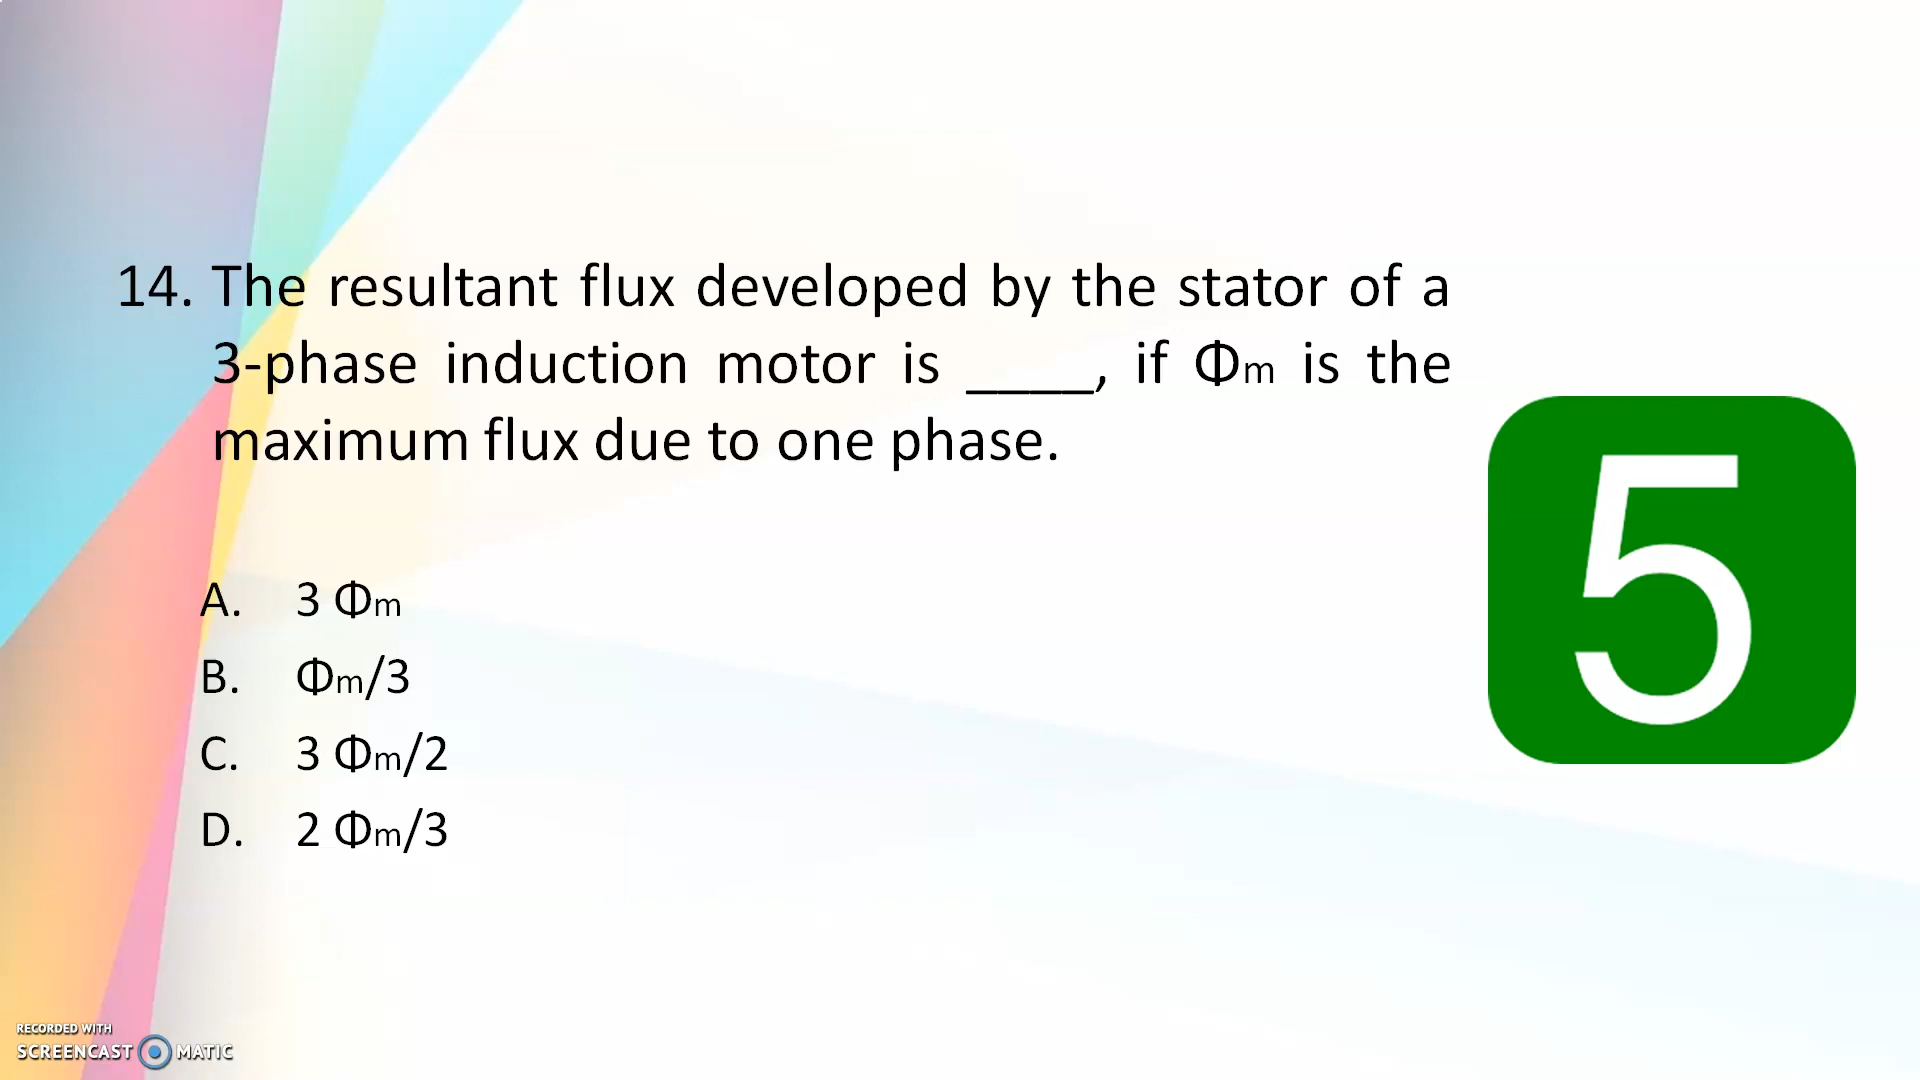 14. The resultant flux developed by the stator of a
3-phase induction motor is ____, if Φm is the
maximum flux due to one phase.
5
A. 3 Φm
B. Φm/3
C. 3 Φm/2
D. 2 Φm/3
RECORDED WITH
SCREENCAST MATIC